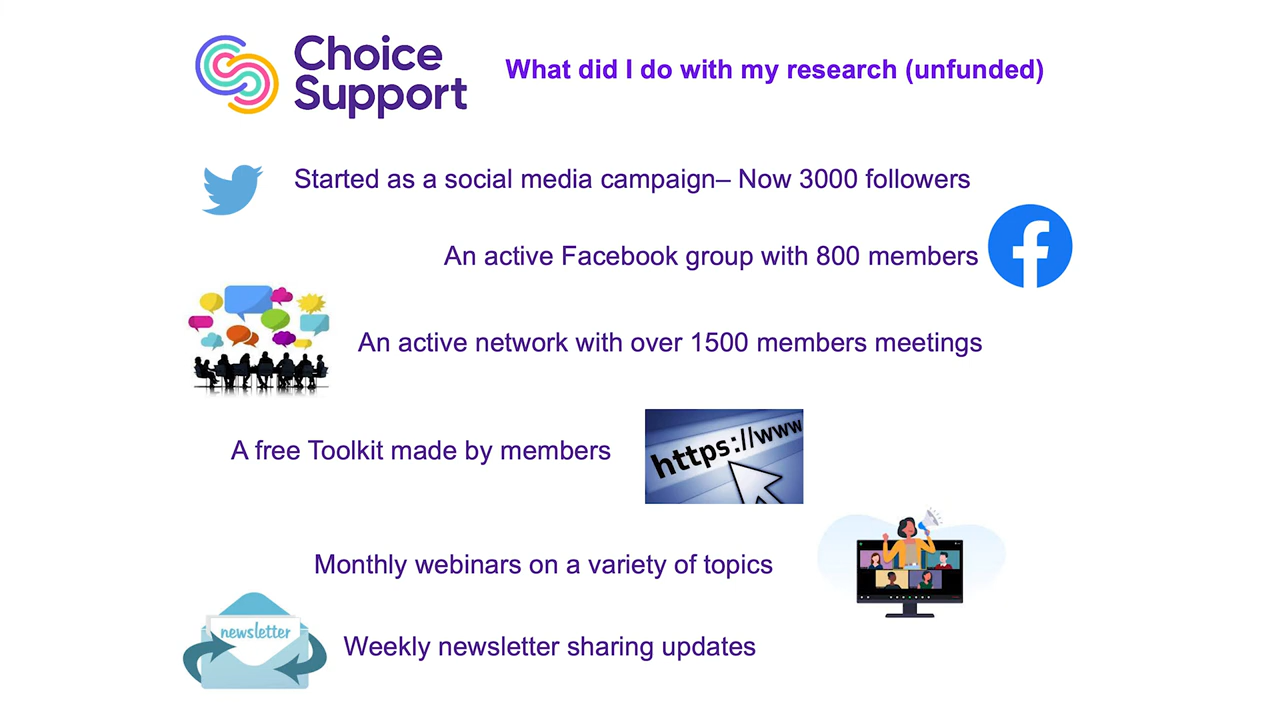 Choice
Support
What did I do with my research (unfunded)
Started as a social media campaign– Now 3000 followers
An active Facebook group with 800 members
An active network with over 1500 members meetings
A free Toolkit made by members
https://www
Monthly webinars on a variety of topics
newsletter
Weekly newsletter sharing updates